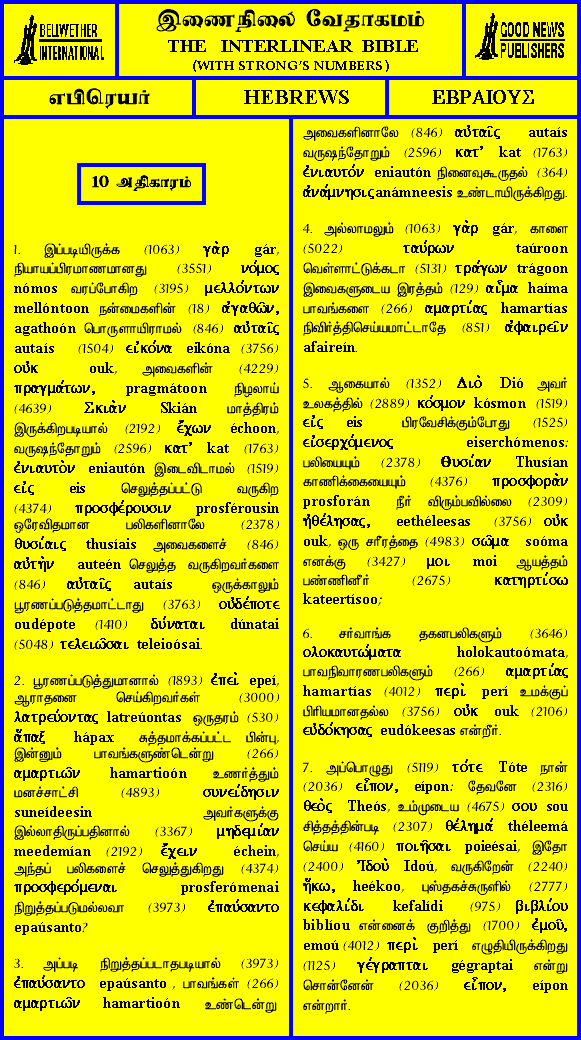 BELLWETHER
INTERNATIONAL
இணைநிலை வேதாகமம்
THE INTERLINEAR BIBLE
(WITH STRONG'S NUMBERS)
GOOD NEWS
PUBLISHERS
எபிரெயர்
HEBREWS
ΕΒΡΑΙΟΥΣ
10 அதிகாரம்
1. இப்படியிருக்க (1063) γὰρ gár,
நியாயப்பிரமாணமானது (3551) νόμος
nómos வரப்போகிற (3195) μελλόντων
mellóntoon நன்மைகளின் (18) ἀγαθῶν,
agathoón பொருளாயிராமல் (846) αὐταῖς
autaís (1504) εἰκόνα eikóna (3756)
οὐκ ouk, அவைகளின் (4229)
πραγμάτων, pragmátoon நிழலாய்
(4639) Σκιὰν Skián மாத்திரம்
இருக்கிறபடியால் (2192) ἔχων échoon,
வருஷந்தோறும் (2596) κατ' kat (1763)
ἐνιαυτὸν eniautón இடைவிடாமல் (1519)
εἰς eis செலுத்தப்பட்டு வருகிற
(4374) προσφέρουσιν prosférousin
ஒரேவிதமான பலிகளினாலே (2378)
θυσίαις thusíais அவைகளைச் (846)
αὐτὴν auteén செலுத்த வருகிறவர்களை
(846) αὐταῖς autaís ஒருக்காலும்
பூரணப்படுத்தமாட்டாது (3763) οὐδέποτε
oudépote (1410) δύναται dúnatai
(5048) τελειῶσαι teleioósai.
2. பூரணப்படுத்துமானால் (1893) ἐπεὶ epeí,
ஆராதனை செய்கிறவர்கள் (3000)
λατρεύοντας latreúontas ஒருதரம் (530)
ἅπαξ hápax சுத்தமாக்கப்பட்ட பின்பு,
இன்னும் பாவங்களுண்டென்று (266)
αμαρτιῶν hamartioón உணர்த்தும்
மனச்சாட்சி (4893) συνείδησιν
suneídeesin அவர்களுக்கு
இல்லாதிருப்பதினால் (3367) μηδεμίαν
meedemían (2192) ἔχειν échein,
அந்தப் பலிகளைச் செலுத்துகிறது (4374)
προσφερόμεναι prosferómenai
நிறுத்தப்படுமல்லவா (3973) ἐπαύσαντο
epaúsanto?
3. அப்படி நிறுத்தப்படாதபடியால் (3973)
ἐπαύσαντο epaúsanto , பாவங்கள் (266)
αμαρτιῶν hamartioón உண்டென்று
அவைகளினாலே (846) αὐταῖς autaís
வருஷந்தோறும் (2596) κατ' kat (1763)
ἐνιαυτόν eniautón நினைவுகூருதல் (364)
ἀνάμνησις anámneesis உண்டாயிருக்கிறது.
4. அல்லாமலும் (1063) γὰρ gár, காளை
(5022) ταύρων taúroon
வெள்ளாட்டுக்கடா (5131) τράγων trágoon
இவைகளுடைய இரத்தம் (129) αἷμα haíma
பாவங்களை (266) αμαρτίας hamartías
நிவிர்த்திசெய்யமாட்டாதே (851) ἀφαιρεῖν
afaireín.
5. ஆகையால் (1352) Διὸ Dió அவர்
உலகத்தில் (2889) κόσμον kósmon (1519)
εἰς eis பிரவேசிக்கும்போது (1525)
εἰσερχόμενος eiserchómenos:
பலியையும் (2378) Θυσίαν Thusían
காணிக்கையையும் (4376) προσφορὰν
prosforán நீர் விரும்பவில்லை (2309)
ἠθέλησας, eethéleesas (3756) οὐκ
ouk, ஒரு சரீரத்தை (4983) σῶμα soóma
எனக்கு (3427) μοι moi ஆயத்தம்
பண்ணினீர் (2675) κατηρτίσω
kateertísoo;
6. சர்வாங்க தகனபலிகளும் (3646)
ολοκαυτώματα holokautoómata,
பாவநிவாரணபலிகளும் (266) αμαρτίας
hamartías (4012) περὶ perí உமக்குப்
பிரியமானதல்ல (3756) οὐκ ouk (2106)
εὐδόκησας eudókeesas என்றீர்.
7. அப்பொழுது (5119) τότε Tóte நான்
(2036) εἶπον, eípon: தேவனே (2316)
θεὸς Theós, உம்முடைய (4675) σου sou
சித்தத்தின்படி (2307) θέλημά théleemá
செய்ய (4160) ποιῆσαι poieésai, இதோ
(2400) Ἰδοὺ Idoú, வருகிறேன் (2240)
ἥκω, heékoo, புஸ்தகச்சுருளில் (2777)
κεφαλίδι kefalídi (975) βιβλίου
biblíou என்னைக் குறித்து (1700) ἐμοῦ,
emoú (4012) περὶ perí எழுதியிருக்கிறது
(1125) γέγραπται gégraptai என்று
சொன்னேன் (2036) εἶπον, eípon
என்றார்.